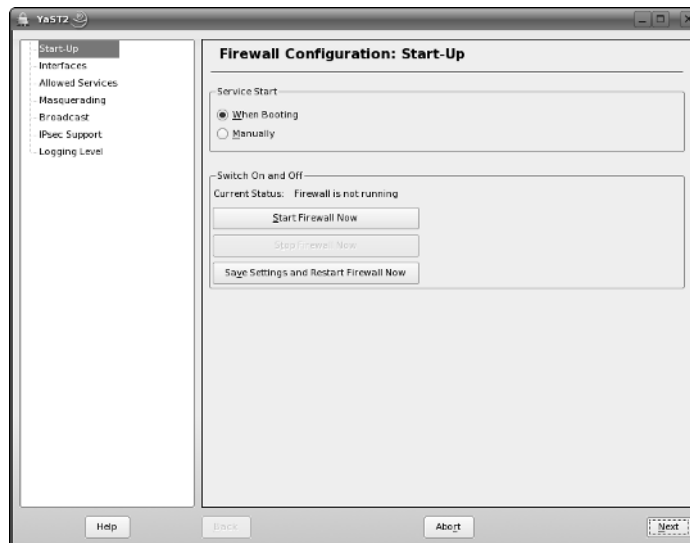 YaST2
Start-Up
Interfaces
Allowed Services
Masquerading
Broadcast
IPsec Support
Logging Level
Firewall Configuration: Start-Up
Service Start
When Booting
Manually
Switch On and Off
Current Status: Firewall is not running
Start Firewall Now
Stop Firewall Now
Save Settings and Restart Firewall Now
Help
Back
Abort
Next